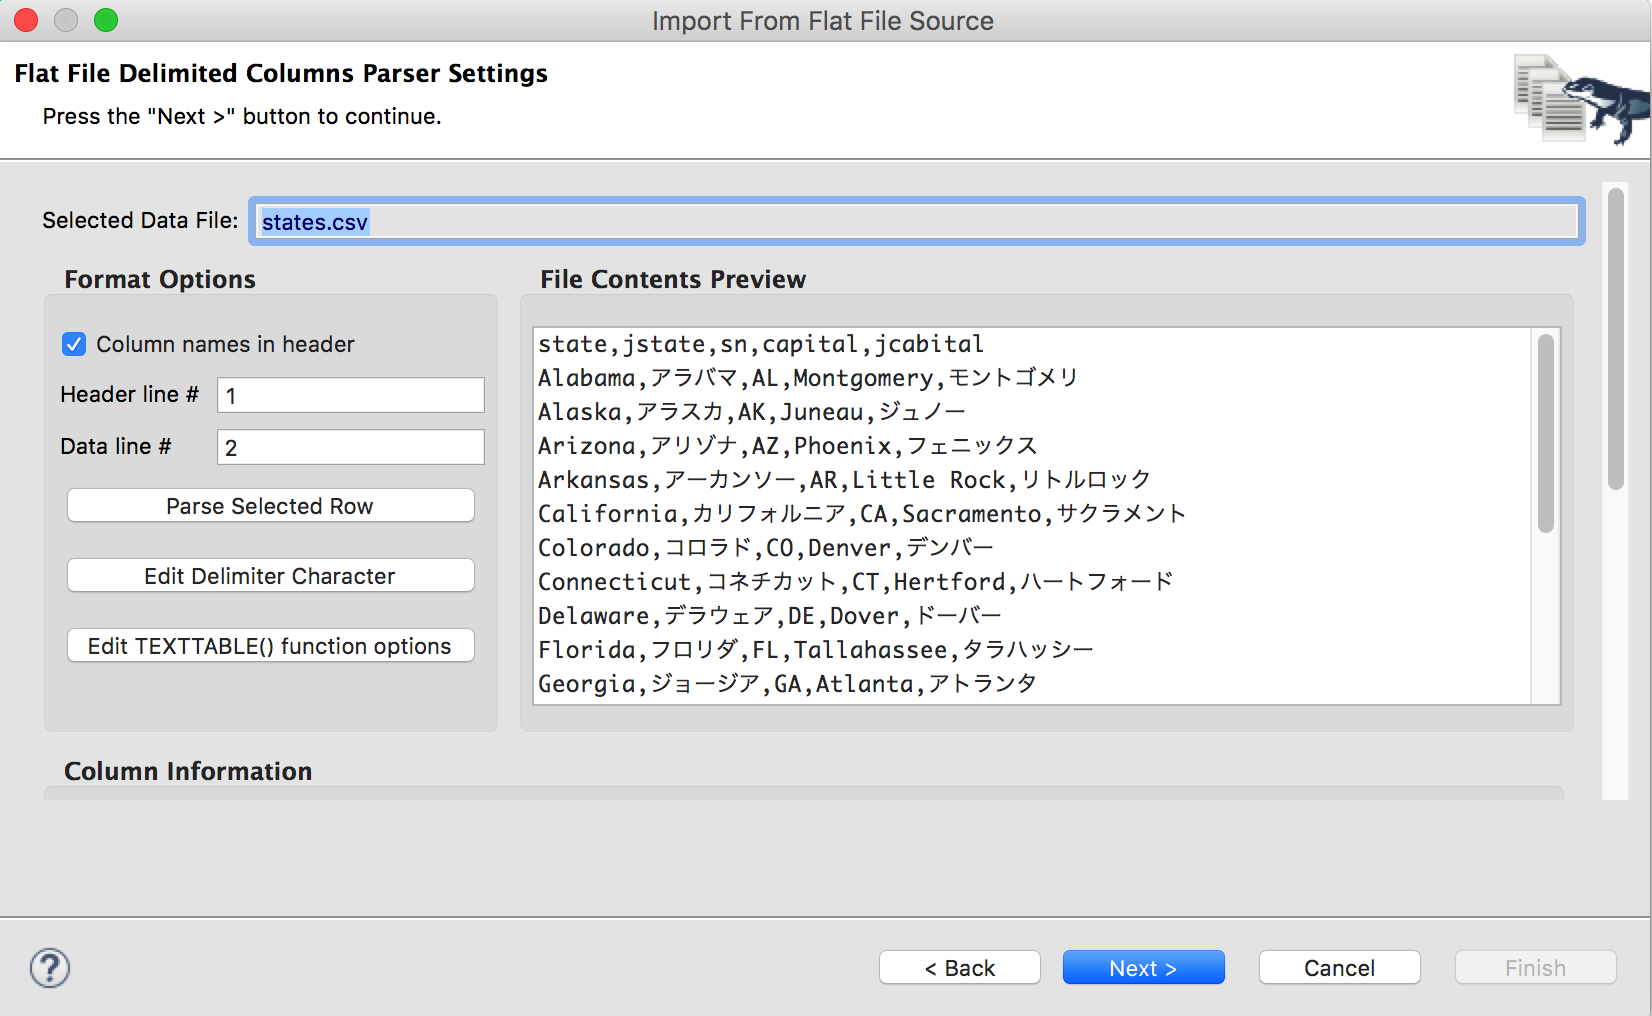 Import From Flat File Source
Flat File Delimited Columns Parser Settings
Press the "Next >" button to continue.
Selected Data File: states.csv
Format Options
Column names in header
Header line # 1
Data line # 2
Parse Selected Row
Edit Delimiter Character
Edit TEXTTABLE() function options
File Contents Preview
state,jstate,sn,capital,jcabital
Alabama,アラバマ,AL,Montgomery,モントゴメリ
Alaska,アラスカ,AK,Juneau,ジュノー
Arizona,アリゾナ,AZ,Phoenix,フェニックス
Arkansas,アーカンソー,AR,Little Rock,リトルロック
California,カリフォルニア,CA,Sacramento,サクラメント
Colorado,コロラド,CO,Denver,デンバー
Connecticut,コネチカット,CT,Hertford,ハートフォード
Delaware,デラウェア,DE,Dover,ドーバー
Florida,フロリダ,FL,Tallahassee,タラハッシー
Georgia,ジョージア,GA,Atlanta,アトランタ
Column Information
?
< Back
Next >
Cancel
Finish